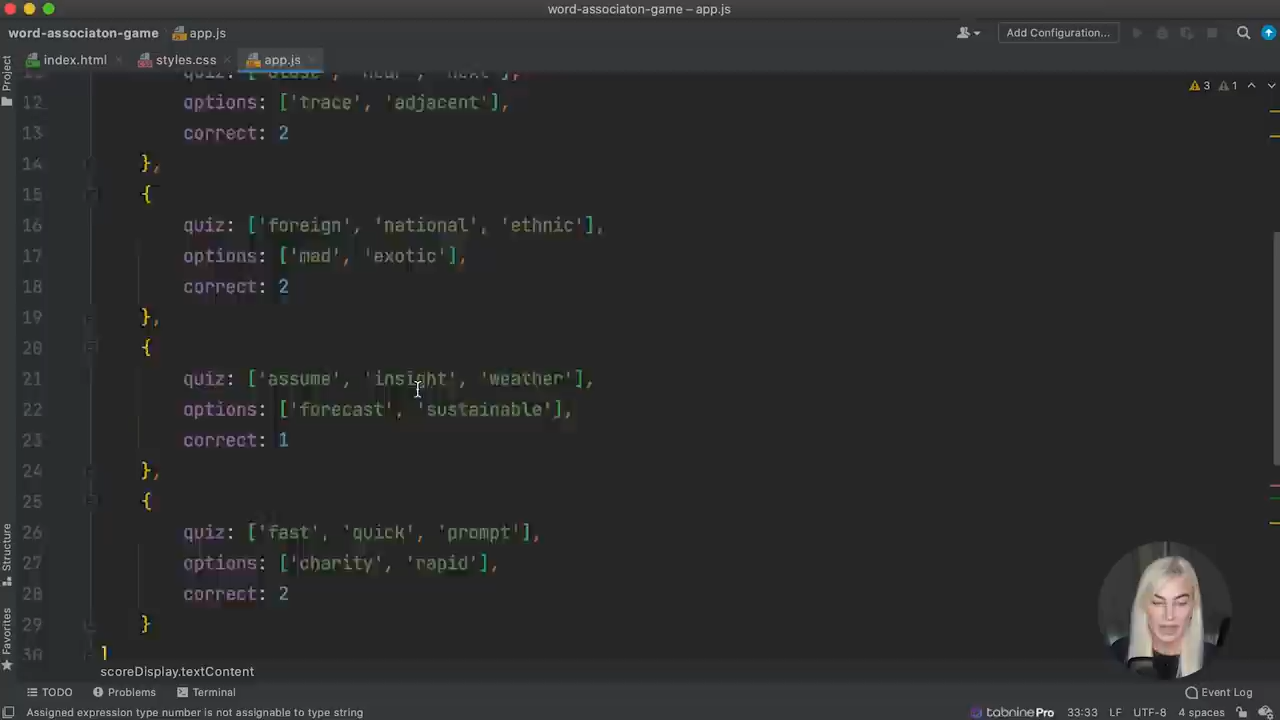 word-associaton-game – app.js
word-associaton-game
app.js
Add Configuration...
index.html
styles.css
app.js
Project
3
1
12 options: ['trace', 'adjacent'],
13 correct: 2
14 },
15 {
16 quiz: ['foreign', 'national', 'ethnic'],
17 options: ['mad', 'exotic'],
18 correct: 2
19 },
20 {
21 quiz: ['assume', 'insight', 'weather'],
22 options: ['forecast', 'sustainable'],
23 correct: 1
24 },
25 {
26 quiz: ['fast', 'quick', 'prompt'],
27 options: ['charity', 'rapid'],
28 correct: 2
29 }
30 ]
Structure
Favorites
scoreDisplay.textContent
TODO
Problems
Terminal
Event Log
Assigned expression type number is not assignable to type string
tabninePro
33:33
LF
UTF-8
4 spaces